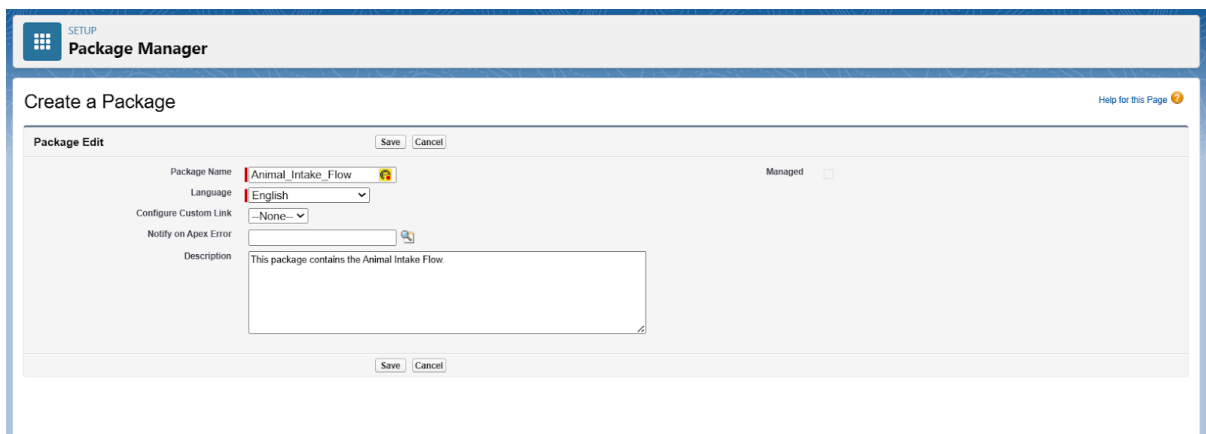 SETUP
Package Manager
Create a Package
Help for this Page
Package Edit
Save Cancel
Package Name Animal_Intake_Flow Managed
Language English
Configure Custom Link --None--
Notify on Apex Error
Description This package contains the Animal Intake Flow.
Save Cancel